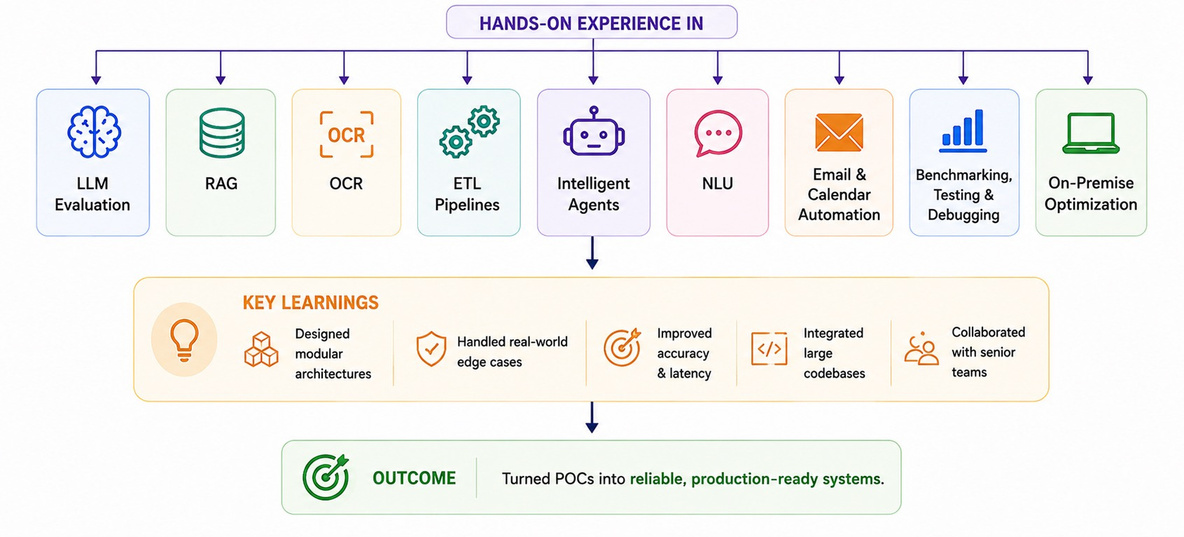 HANDS-ON EXPERIENCE IN
LLM
Evaluation
RAG
OCR
OCR
ETL
Pipelines
Intelligent
Agents
NLU
Email &
Calendar
Automation
Benchmarking,
Testing &
Debugging
On-Premise
Optimization
KEY LEARNINGS
Designed
modular
architectures
Handled real-world
edge cases
Improved
accuracy
& latency
</>
Integrated
large
codebases
Collaborated
with senior
teams
OUTCOME
Turned POCs into reliable, production-ready systems.